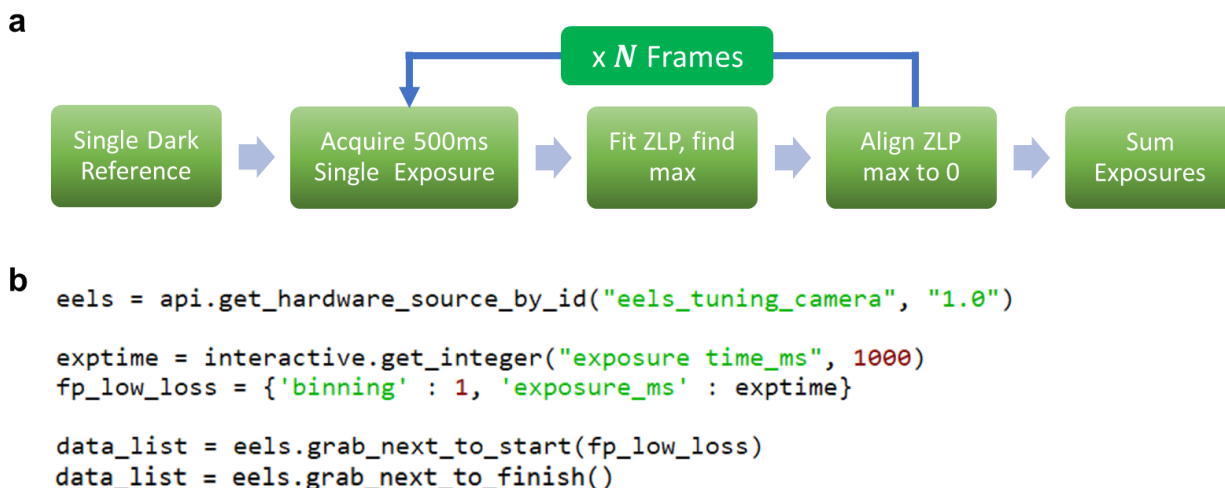 a
x N Frames
Single Dark
Reference
Acquire 500ms
Single Exposure
Fit ZLP, find
max
Align ZLP
max to 0
Sum
Exposures
b
eels = api.get_hardware_source_by_id("eels_tuning_camera", "1.0")
exptime = interactive.get_integer("exposure time_ms", 1000)
fp_low_loss = {'binning' : 1, 'exposure_ms' : exptime}
data_list = eels.grab_next_to_start(fp_low_loss)
data_list = eels.grab_next_to_finish()